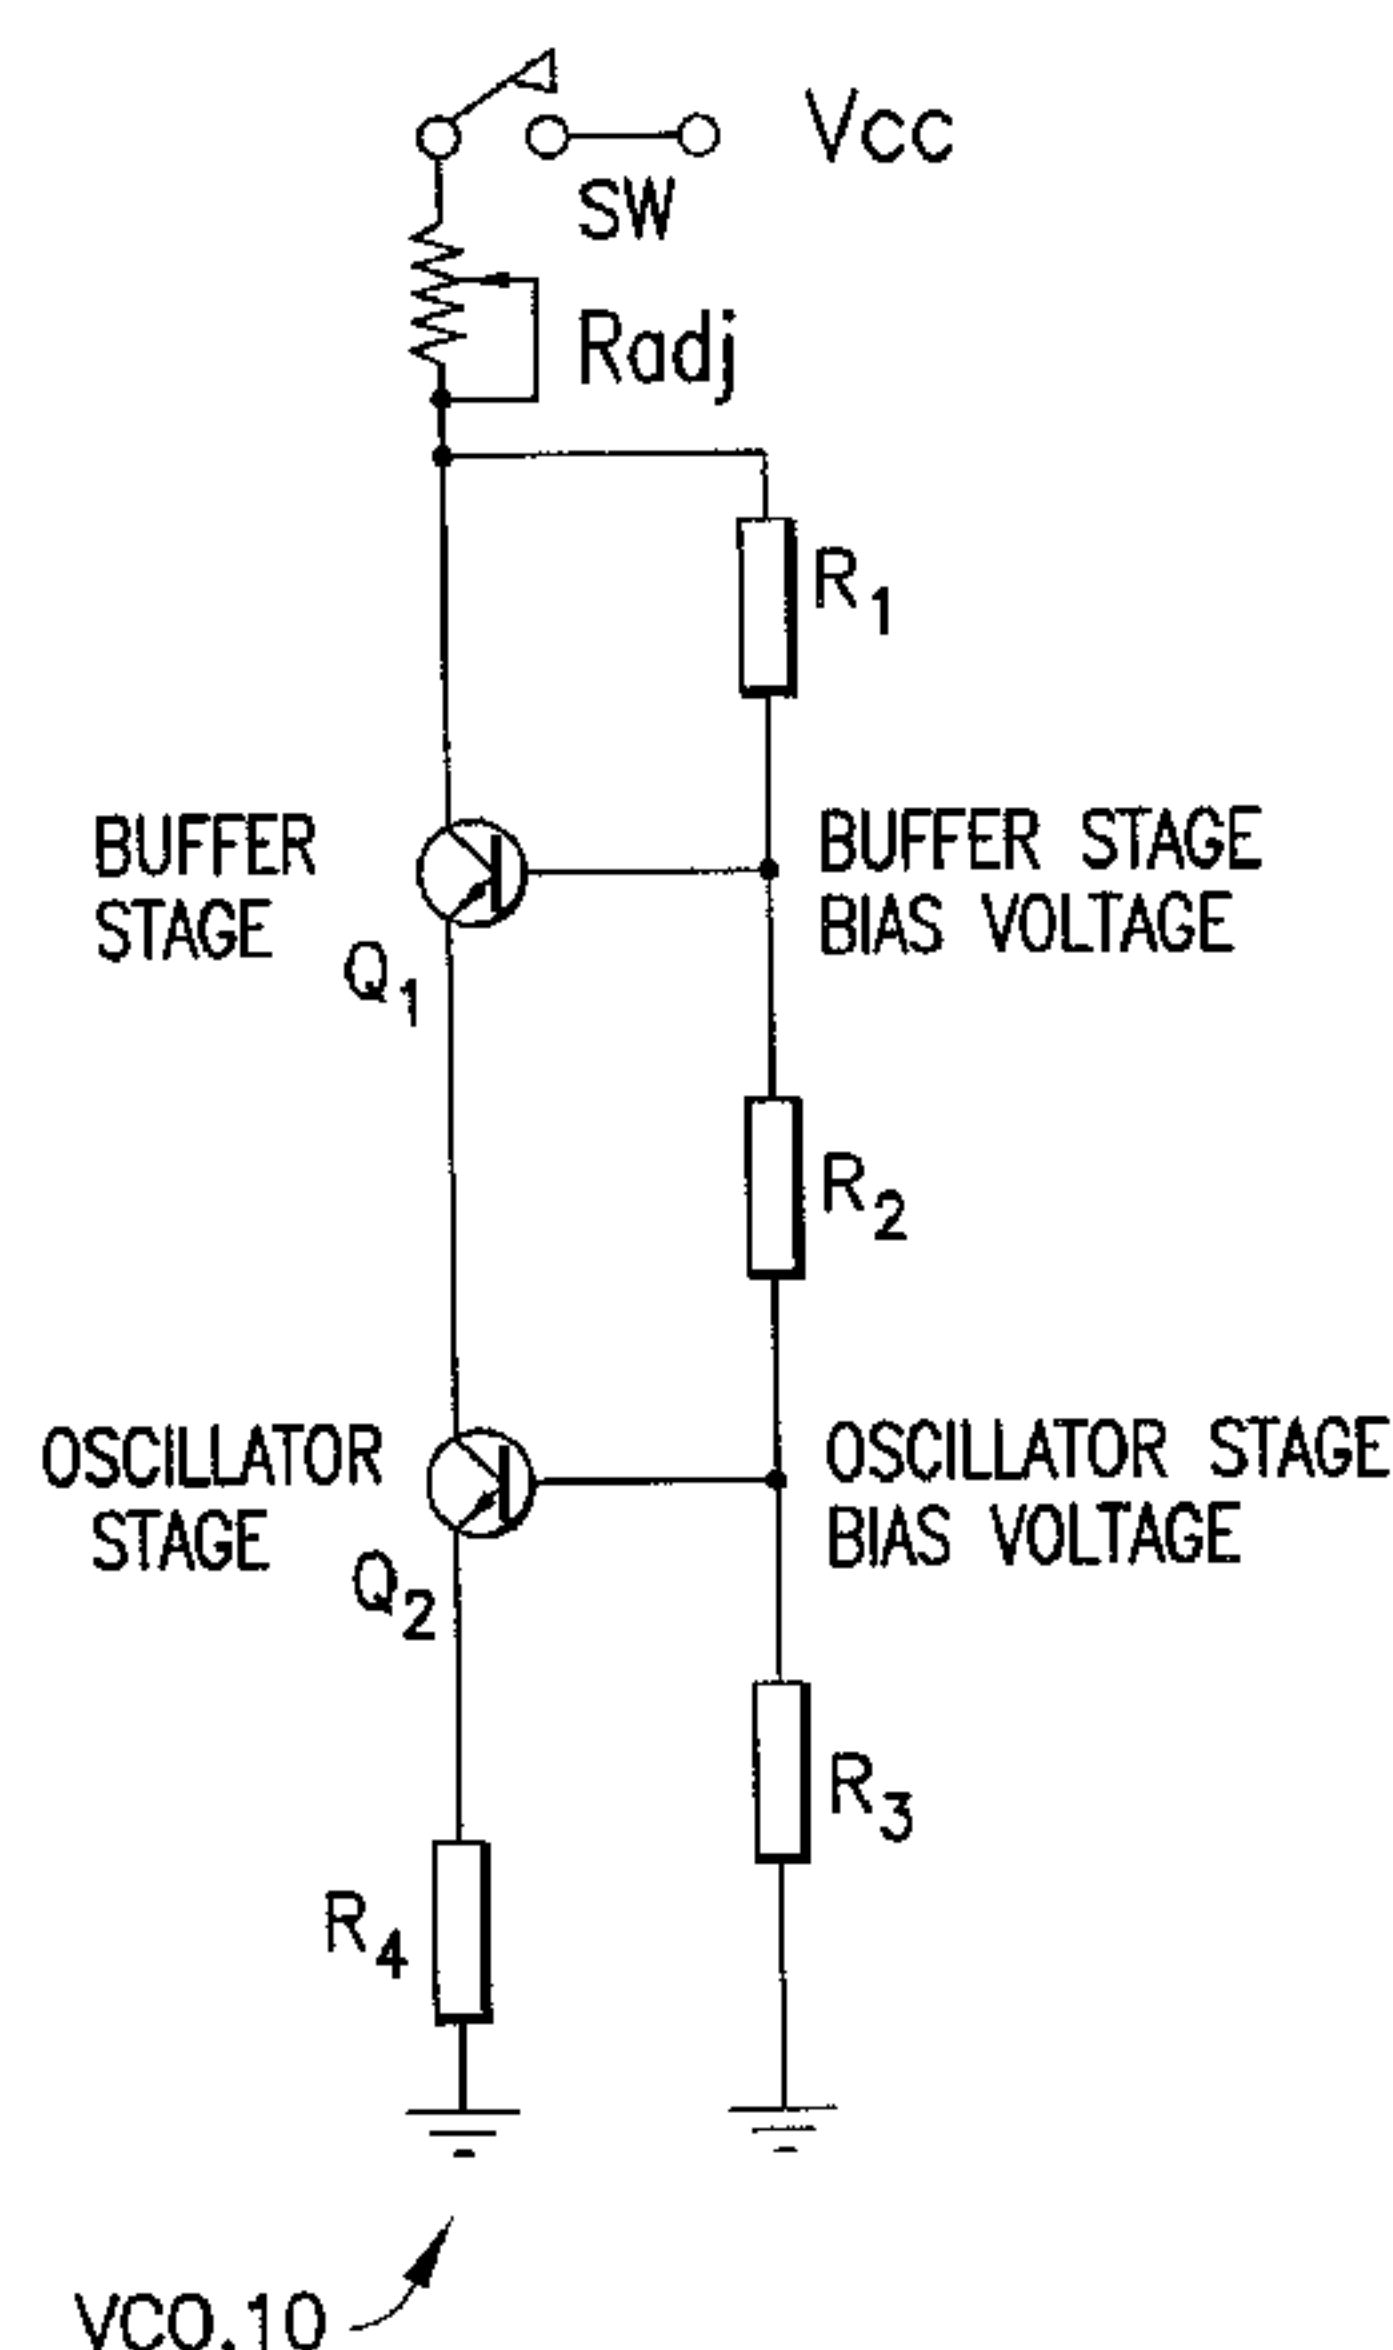 Vcc
SW
Radj
R1
BUFFER STAGE
Q1
BUFFER STAGE
BIAS VOLTAGE
R2
OSCILLATOR STAGE
Q2
OSCILLATOR STAGE
BIAS VOLTAGE
R3
R4
VCO.10